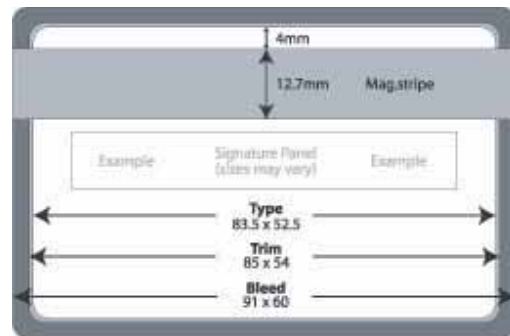 4mm
12.7mm Mag.stripe
Example Signature Panel Example
(sizes may vary)
Type
83.5 x 52.5
Trim
85 x 54
Bleed
91 x 60